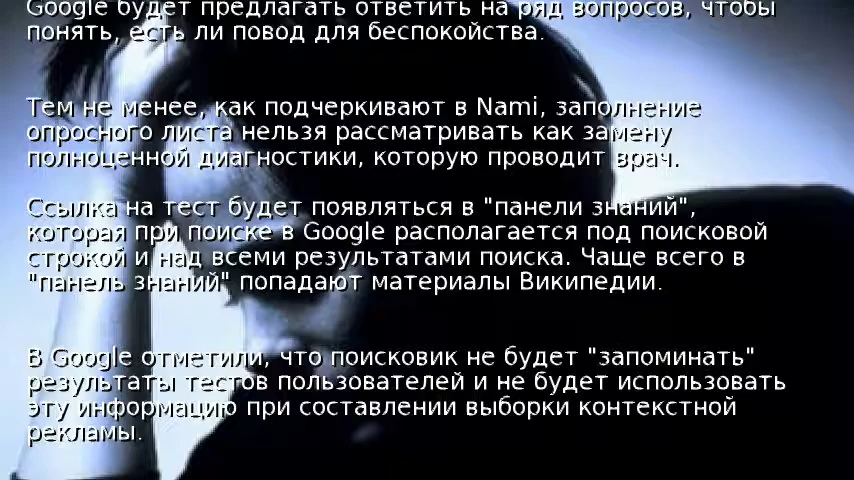 Google будет предлагать ответить на ряд вопросов, чтобы
понять, есть ли повод для беспокойства.
Тем не менее, как подчеркивают в Nami, заполнение
опросного листа нельзя рассматривать как замену
полноценной диагностики, которую проводит врач.
Ссылка на тест будет появляться в "панели знаний",
которая при поиске в Google располагается под поисковой
строкой и над всеми результатами поиска. Чаще всего в
"панель знаний" попадают материалы Википедии.
В Google отметили, что поисковик не будет "запоминать"
результаты тестов пользователей и не будет использовать
эту информацию при составлении выборки контекстной
рекламы.